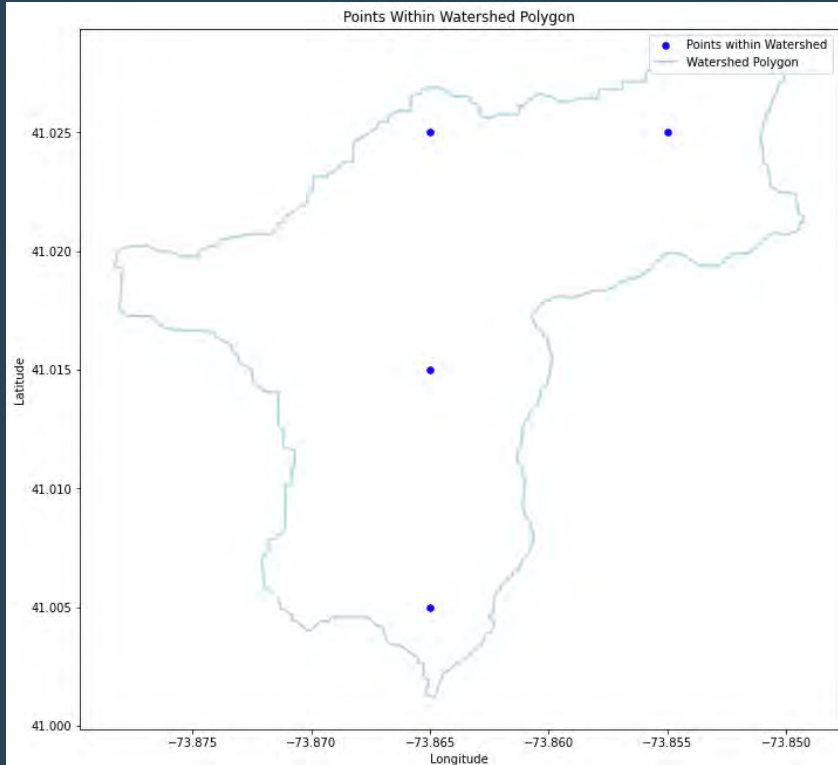 Points Within Watershed Polygon
Points within Watershed
Watershed Polygon
Latitude
41.025
41.020
41.015
41.010
41.005
41.000
−73.875
−73.870
−73.865
−73.860
−73.855
−73.850
Longitude